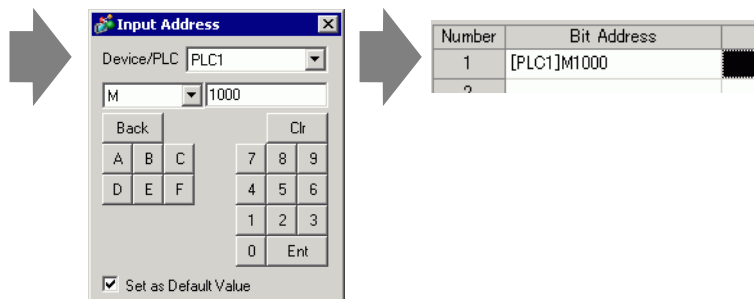 Input Address
Device/PLC PLC1
M 1000
Back Clr
A B C 7 8 9
D E F 4 5 6
1 2 3
0 Ent
Set as Default Value
Number Bit Address
1 [PLC1]M1000
2